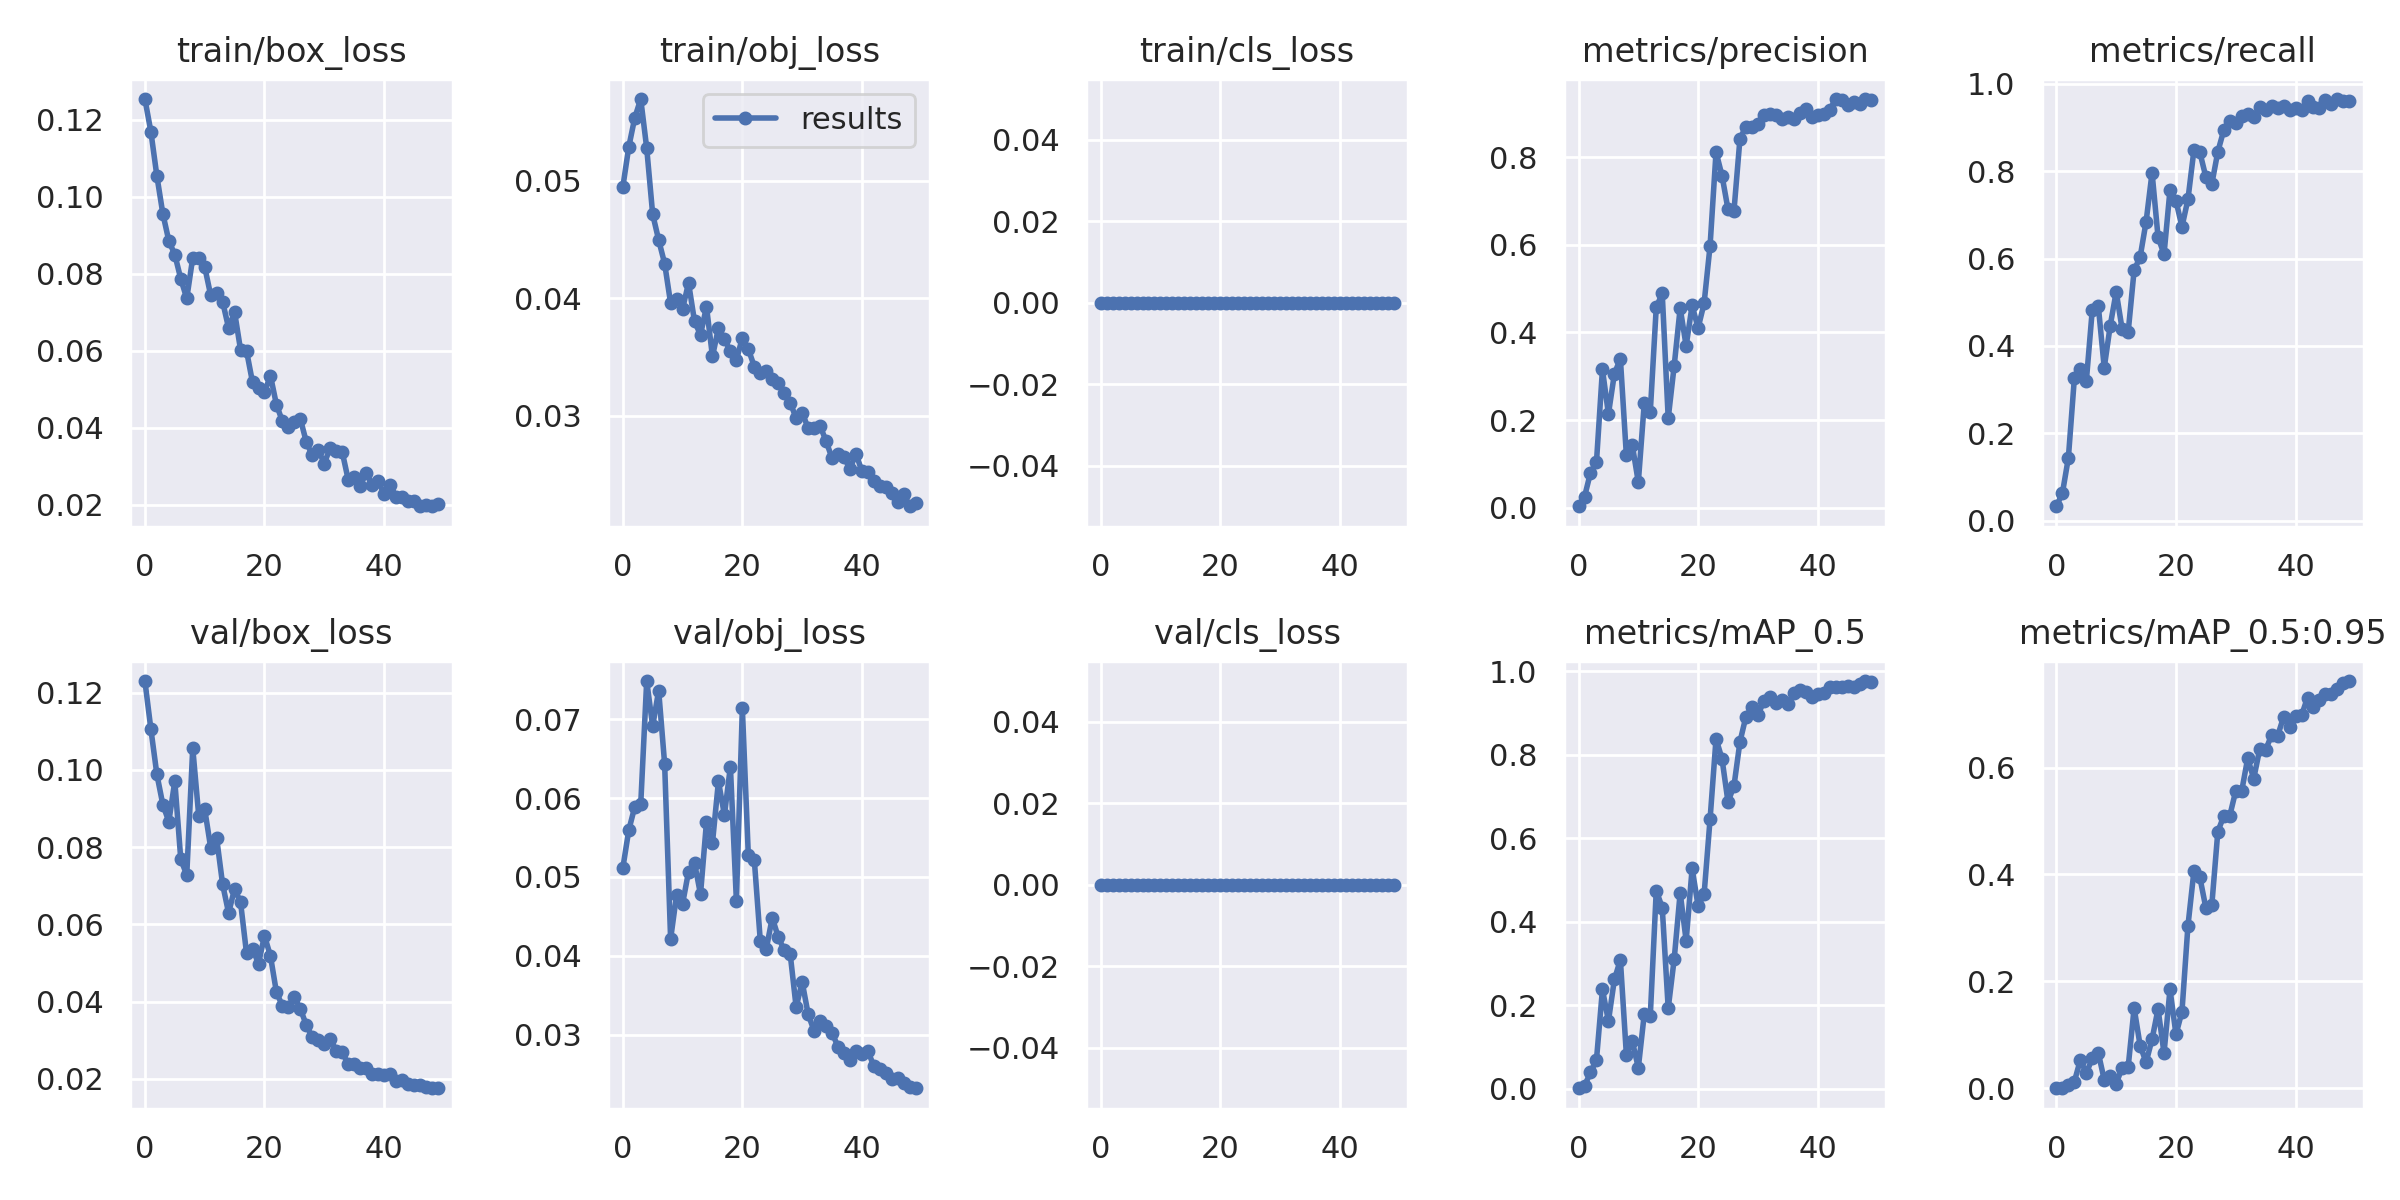 train/box_loss
0.12
0.10
0.08
0.06
0.04
0.02
0 20 40
train/obj_loss
results
0.05
0.04
0.03
0 20 40
train/cls_loss
0.04
0.02
0.00
−0.02
−0.04
0 20 40
metrics/precision
0.8
0.6
0.4
0.2
0.0
0 20 40
metrics/recall
1.0
0.8
0.6
0.4
0.2
0.0
0 20 40
val/box_loss
0.12
0.10
0.08
0.06
0.04
0.02
0 20 40
val/obj_loss
0.07
0.06
0.05
0.04
0.03
0 20 40
val/cls_loss
0.04
0.02
0.00
−0.02
−0.04
0 20 40
metrics/mAP_0.5
1.0
0.8
0.6
0.4
0.2
0.0
0 20 40
metrics/mAP_0.5:0.95
0.6
0.4
0.2
0.0
0 20 40